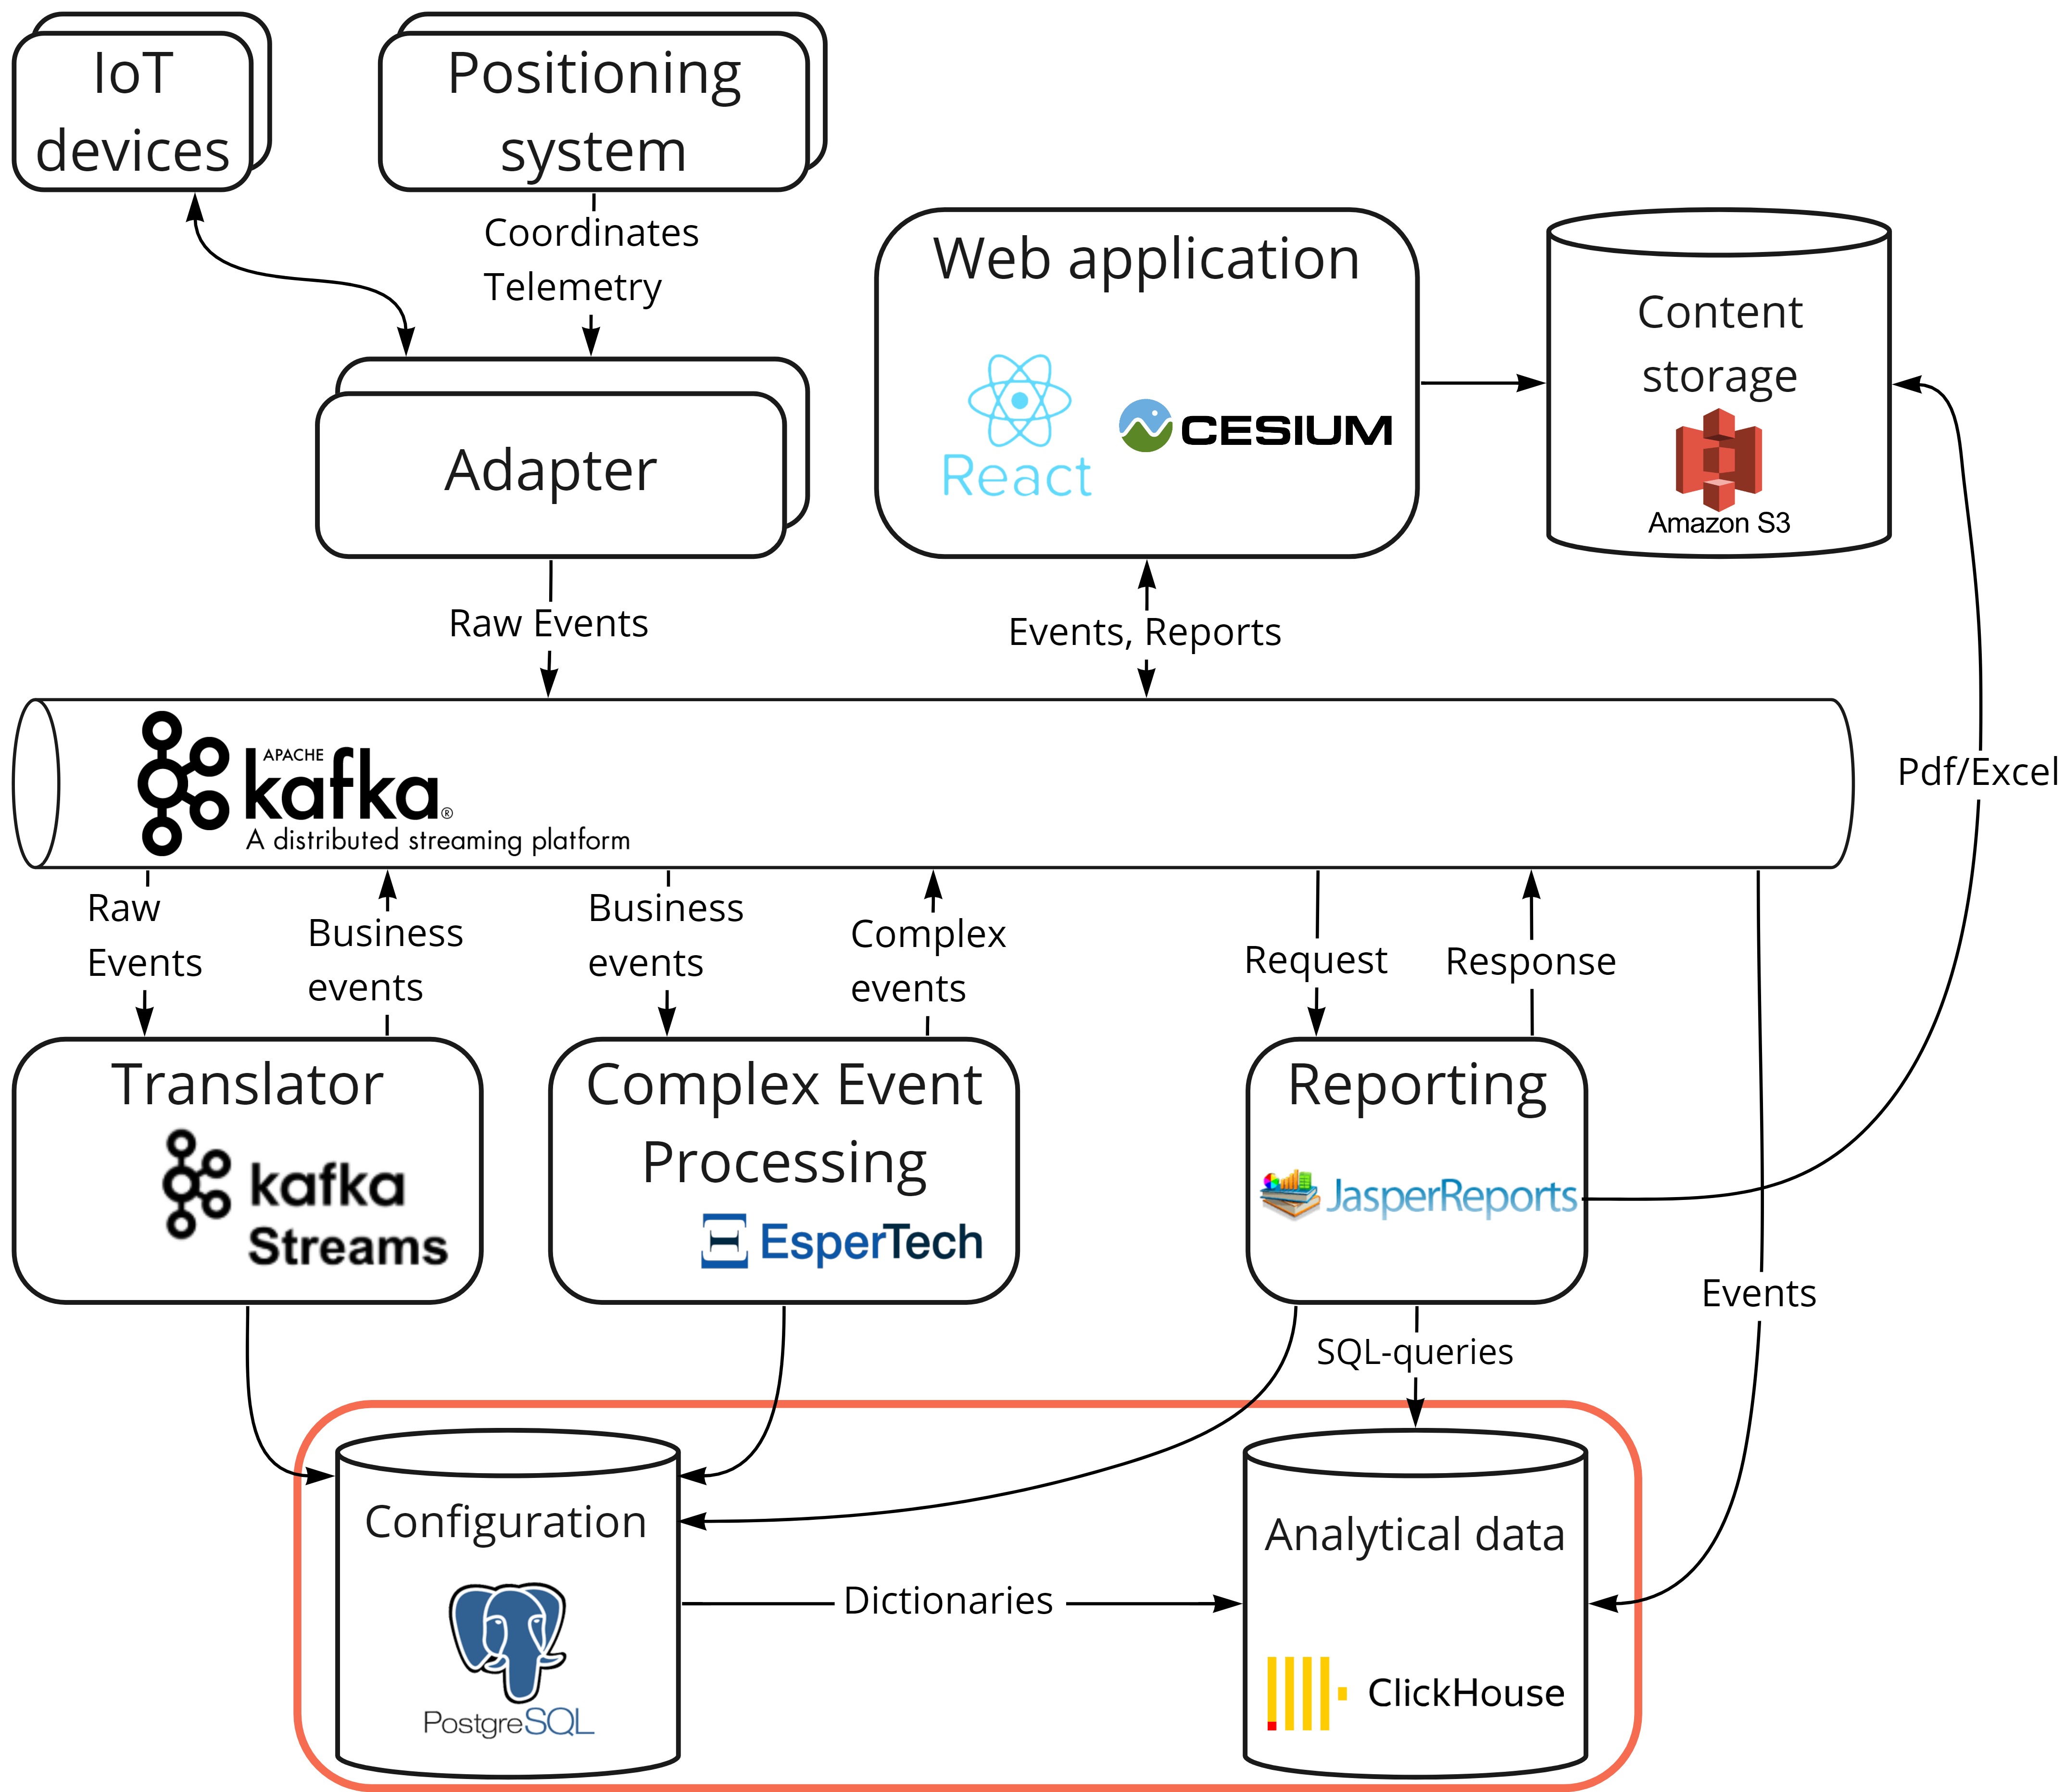 IoT
devices
Positioning
system
Coordinates
Telemetry
Adapter
Web application
React
CESIUM
Content
storage
Amazon S3
Raw Events
Events, Reports
Pdf/Excel
APACHE
kafka®
A distributed streaming platform
Raw
Events
Business
events
Business
events
Complex
events
Request
Response
Translator
kafka
Streams
Complex Event
Processing
EsperTech
Reporting
JasperReports
Events
SQL-queries
Configuration
PostgreSQL
Dictionaries
Analytical data
ClickHouse